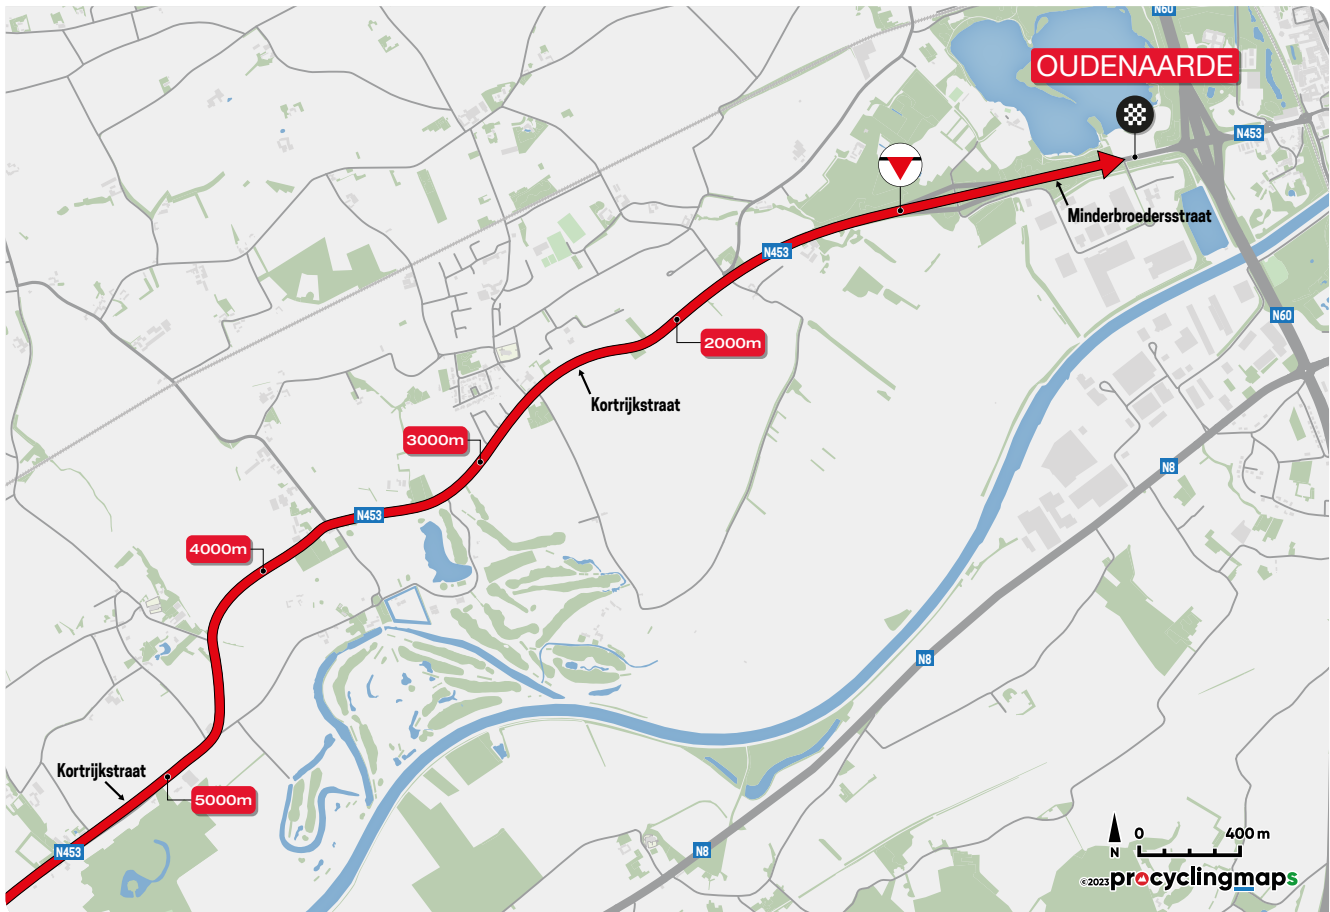 N60
OUDENAARDE
N453
Minderbroedersstraat
N453
N60
2000m
Kortrijkstraat
3000m
N8
N453
4000m
N8
Kortrijkstraat
5000m
N453
N8
0 400 m
N
©2023 procyclingmaps